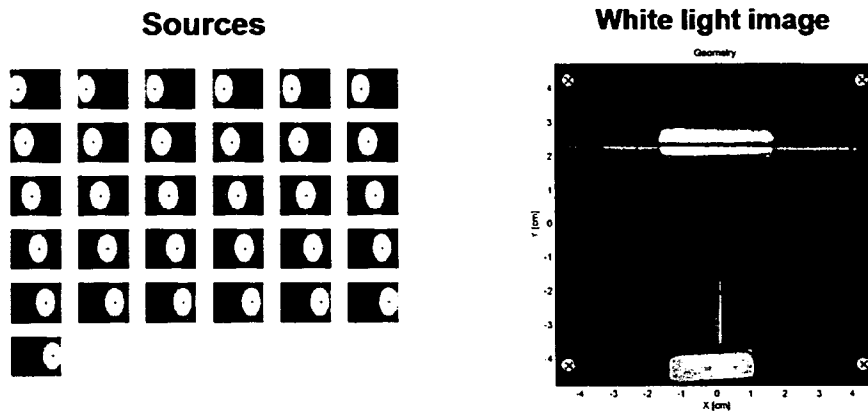 Sources
White light image
Geometry
4
3
2
1
0
-1
-2
-3
-4
Y [cm]
-4 -3 -2 -1 0 1 2 3 4
X [cm]